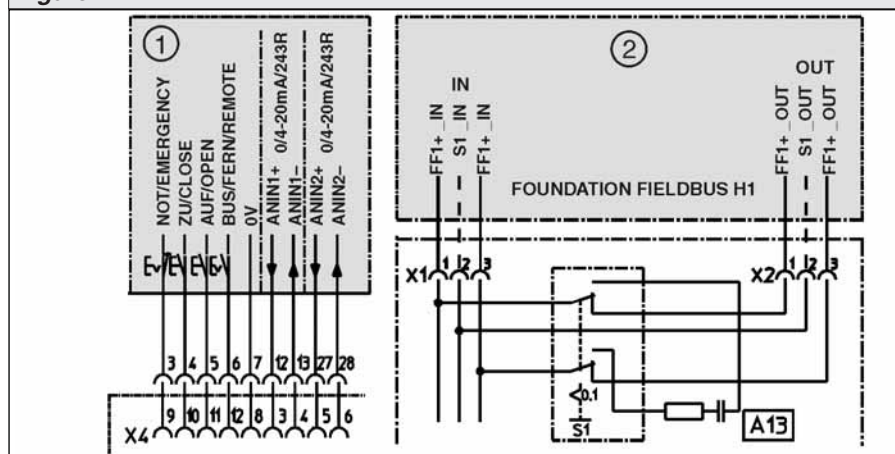 1
NOT/EMERGENCY
ZU/CLOSE
AUF/OPEN
BUS/FERN/REMOTE
0V
ANIN1+
ANIN1–
0/4-20mA/243R
ANIN2+
ANIN2–
0/4-20mA/243R
3 4 5 6 7 12 13 27 28
X4 9 10 11 12 8 3 4 5 6
2
IN
FF1+_IN
S1_IN
FF1+_IN
OUT
FF1+_OUT
S1_OUT
FF1+_OUT
FOUNDATION FIELDBUS H1
X1 1 2 3
X2 1 2 3
<0.1
S1
A13